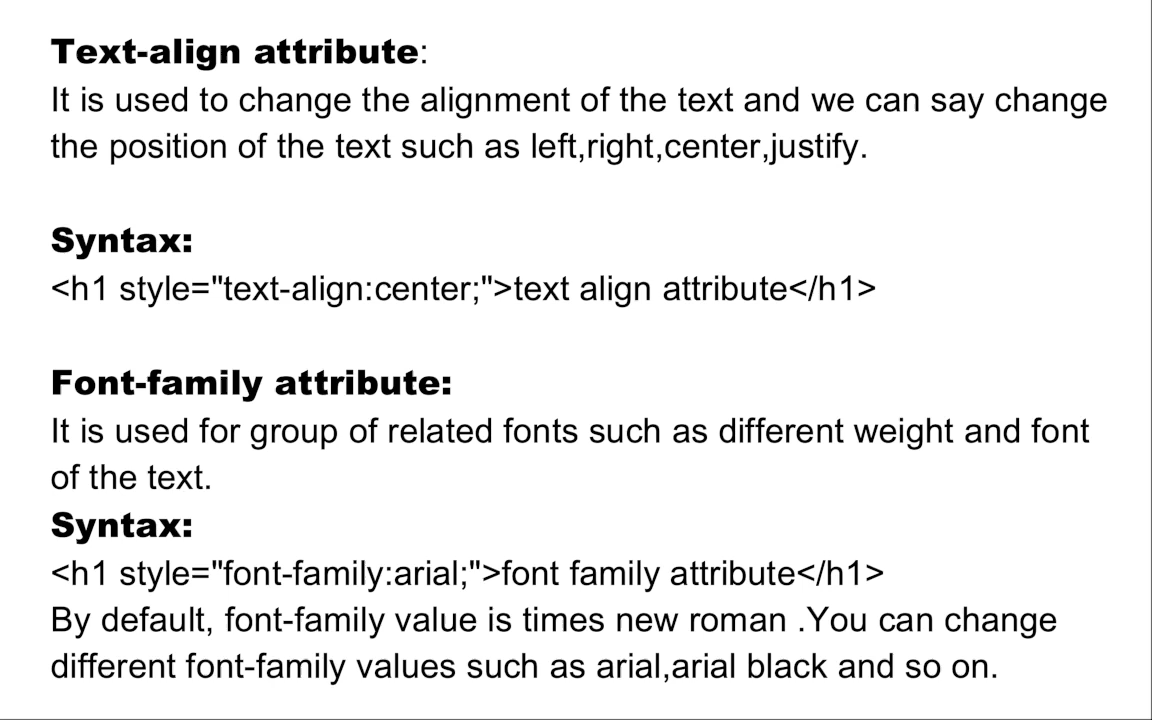 Text-align attribute:
It is used to change the alignment of the text and we can say change
the position of the text such as left,right,center,justify.
Syntax:
<h1 style="text-align:center;">text align attribute</h1>
Font-family attribute:
It is used for group of related fonts such as different weight and font
of the text.
Syntax:
<h1 style="font-family:arial;">font family attribute</h1>
By default, font-family value is times new roman .You can change
different font-family values such as arial,arial black and so on.